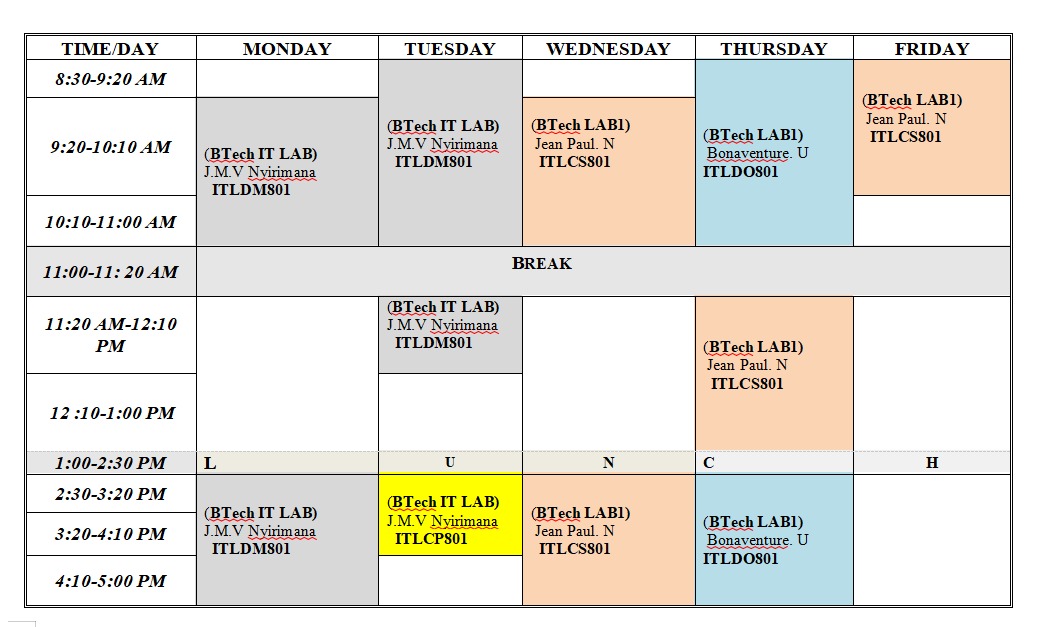 TIME/DAY MONDAY TUESDAY WEDNESDAY THURSDAY FRIDAY
8:30-9:20 AM
9:20-10:10 AM
10:10-11:00 AM
(BTech IT LAB)
J.M.V Nyirimana
ITLDM801
(BTech IT LAB)
J.M.V Nyirimana
ITLDM801
(BTech LAB1)
Jean Paul. N
ITLCS801
(BTech LAB1)
Bonaventure. U
ITLDO801
(BTech LAB1)
Jean Paul. N
ITLCS801
11:00-11: 20 AM BREAK
11:20 AM-12:10
PM
12 :10-1:00 PM
(BTech IT LAB)
J.M.V Nyirimana
ITLDM801
(BTech LAB1)
Jean Paul. N
ITLCS801
1:00-2:30 PM L U N C H
2:30-3:20 PM
3:20-4:10 PM
4:10-5:00 PM
(BTech IT LAB)
J.M.V Nyirimana
ITLDM801
(BTech IT LAB)
J.M.V Nyirimana
ITLCP801
(BTech LAB1)
Jean Paul. N
ITLCS801
(BTech LAB1)
Bonaventure. U
ITLDO801